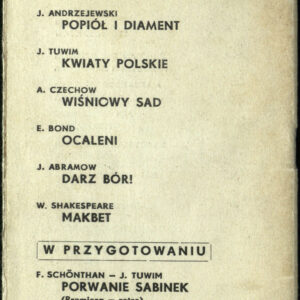 J. ANDRZEJEWSKI
POPIÓŁ I DIAMENT
J. TUWIM
KWIATY POLSKIE
A. CZECHOW
WIŚNIOWY SAD
E. BOND
OCALENI
J. ABRAMOW
DARZ BÓR!
W. SHAKESPEARE
MAKBET
W PRZYGOTOWANIU
F. SCHÖNTHAN — J. TUWIM
PORWANIE SABINEK